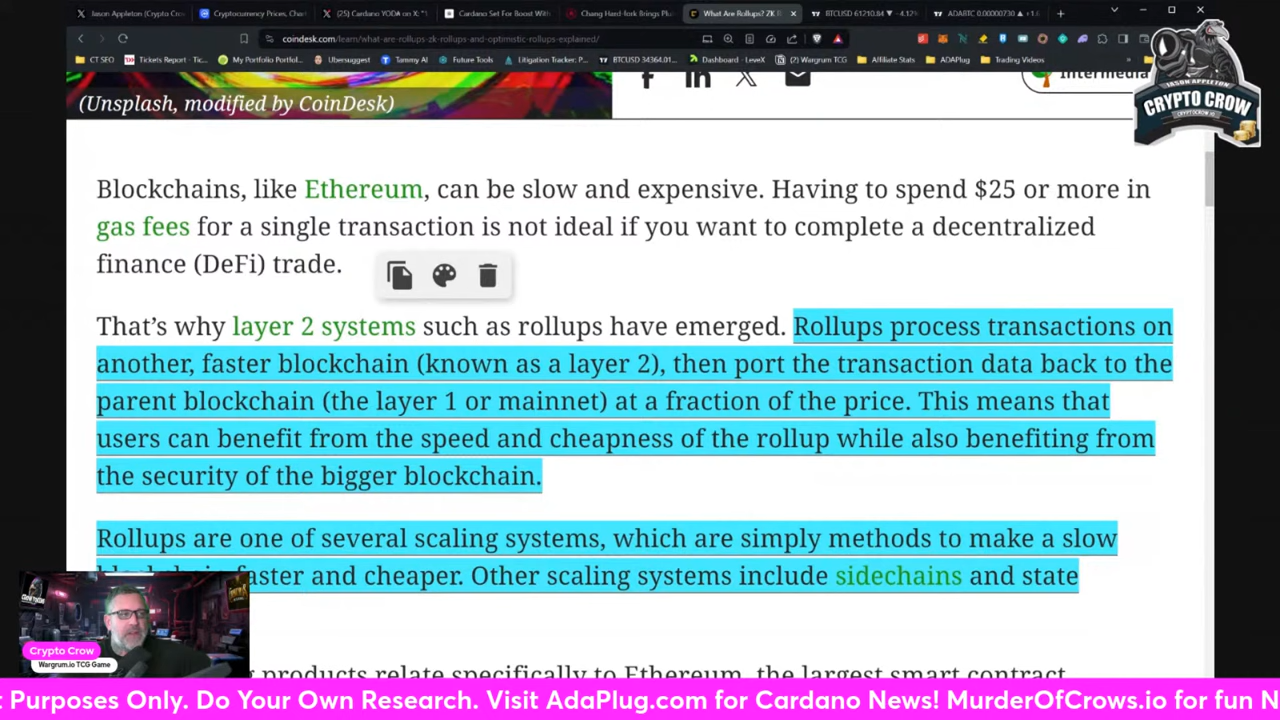 Jason Appleton (Crypto Cro
Cryptocurrency Prices, Chart
(25) Cardano YODA on X: "
Cardano Set For Boost With
Chang Hard-fork Brings Plu
What Are Rollups? ZK R
BTCUSD 61210.84 ▼ −4.12%
ADABTC 0.00000730 ▲ +1.
coindesk.com/learn/what-are-rollups-zk-rollups-and-optimistic-rollups-explained/
CT SEO
Tickets Report - Tic...
My Portfolio Portfol...
Ubersuggest
Tammy AI
Future Tools
Litigation Tracker:...
BTCUSD 34364.01...
Dashboard - LeveX
(2) Wargrum TCG
Affiliate Stats
ADAPlug
Trading Videos
JASON APPLETON
CRYPTO CROW
CRYPTOCROW.IO
Intermedia
(Unsplash, modified by CoinDesk)
Blockchains, like Ethereum, can be slow and expensive. Having to spend $25 or more in
gas fees for a single transaction is not ideal if you want to complete a decentralized
finance (DeFi) trade.
That’s why layer 2 systems such as rollups have emerged. Rollups process transactions on
another, faster blockchain (known as a layer 2), then port the transaction data back to the
parent blockchain (the layer 1 or mainnet) at a fraction of the price. This means that
users can benefit from the speed and cheapness of the rollup while also benefiting from
the security of the bigger blockchain.
Rollups are one of several scaling systems, which are simply methods to make a slow
faster and cheaper. Other scaling systems include sidechains and state
products relate specifically to Ethereum, the largest smart contract
Crypto Crow
Wargrum.io TCG Game
t Purposes Only. Do Your Own Research. Visit AdaPlug.com for Cardano News! MurderOfCrows.io for fun N